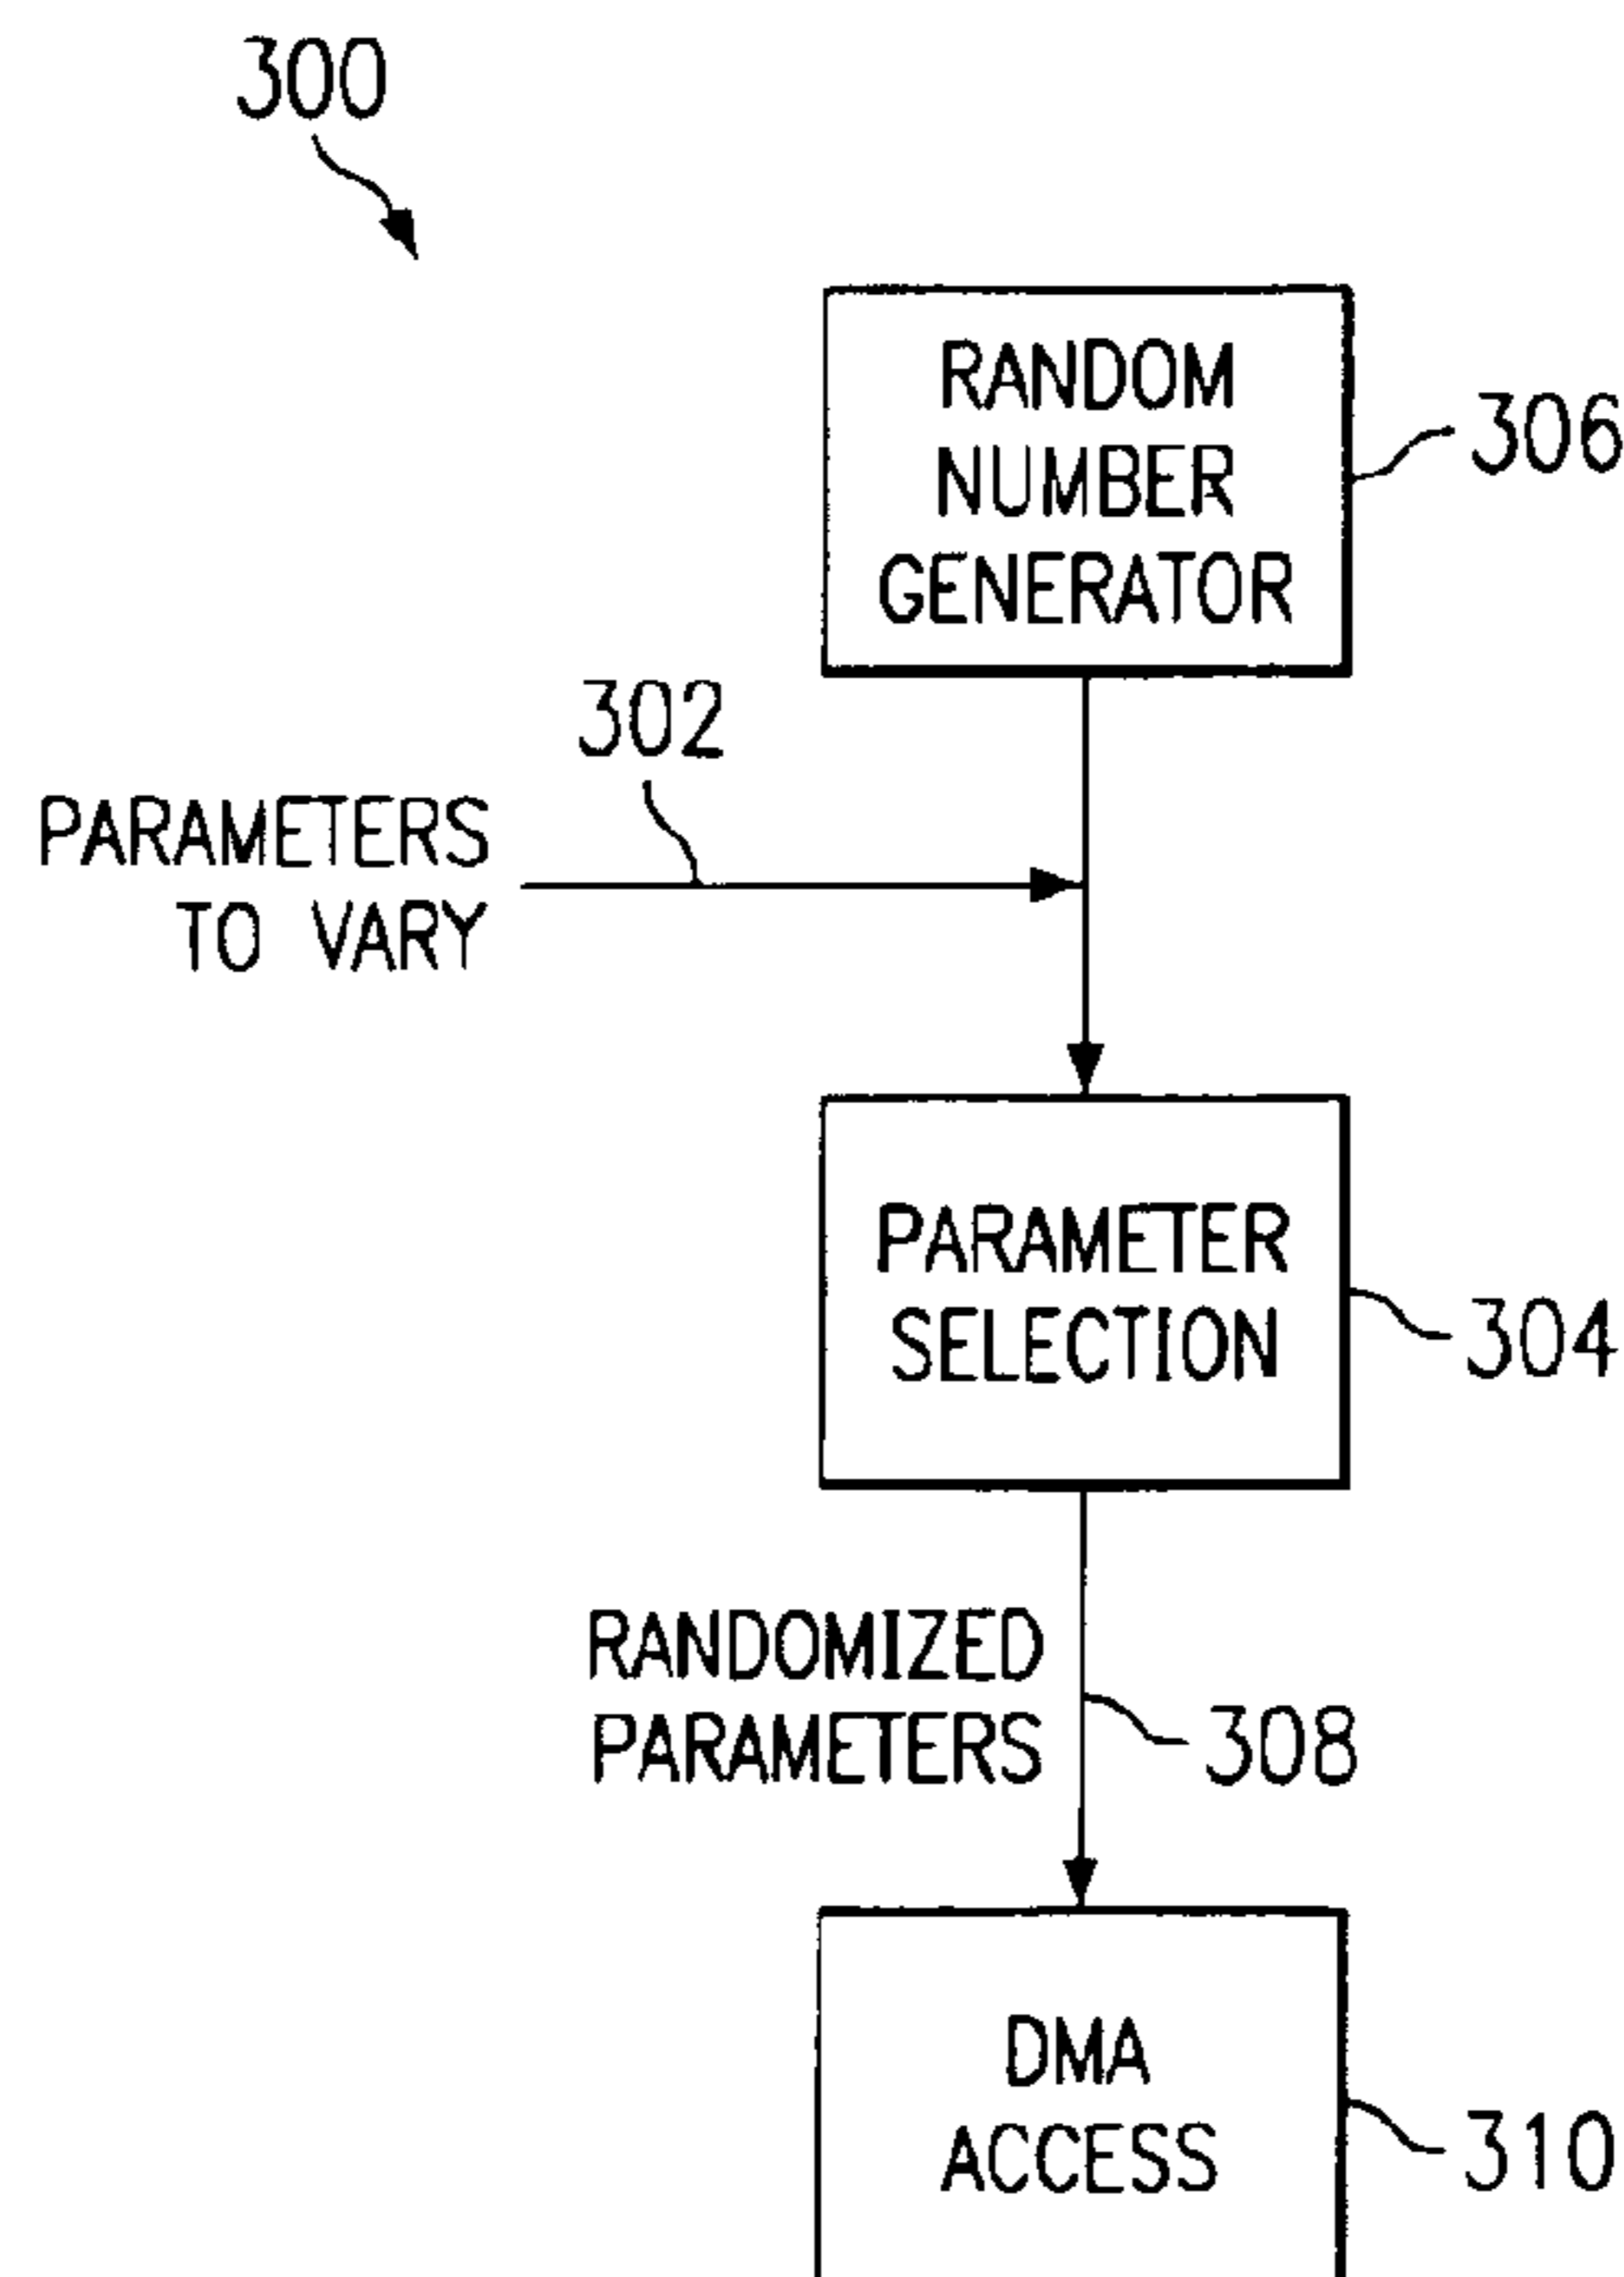 300
RANDOM
NUMBER
GENERATOR
306
302
PARAMETERS
TO VARY
PARAMETER
SELECTION
304
RANDOMIZED
PARAMETERS
308
DMA
ACCESS
310